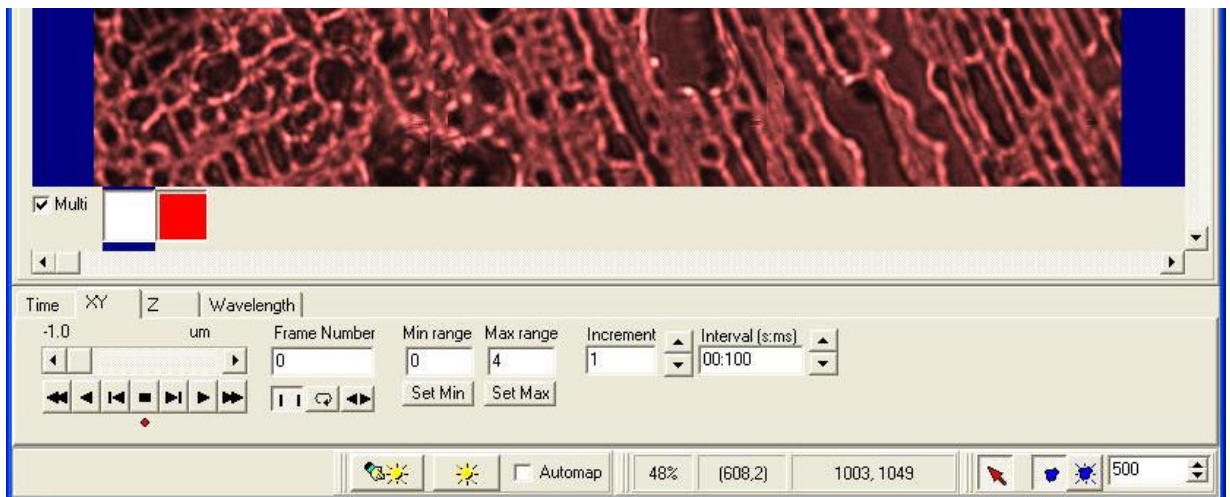 Multi
Time XY Z Wavelength
-1.0 um Frame Number Min range Max range Increment Interval (s:ms)
0 0 4 1 00:100
Set Min Set Max
Automap 48% (608,2) 1003, 1049 500